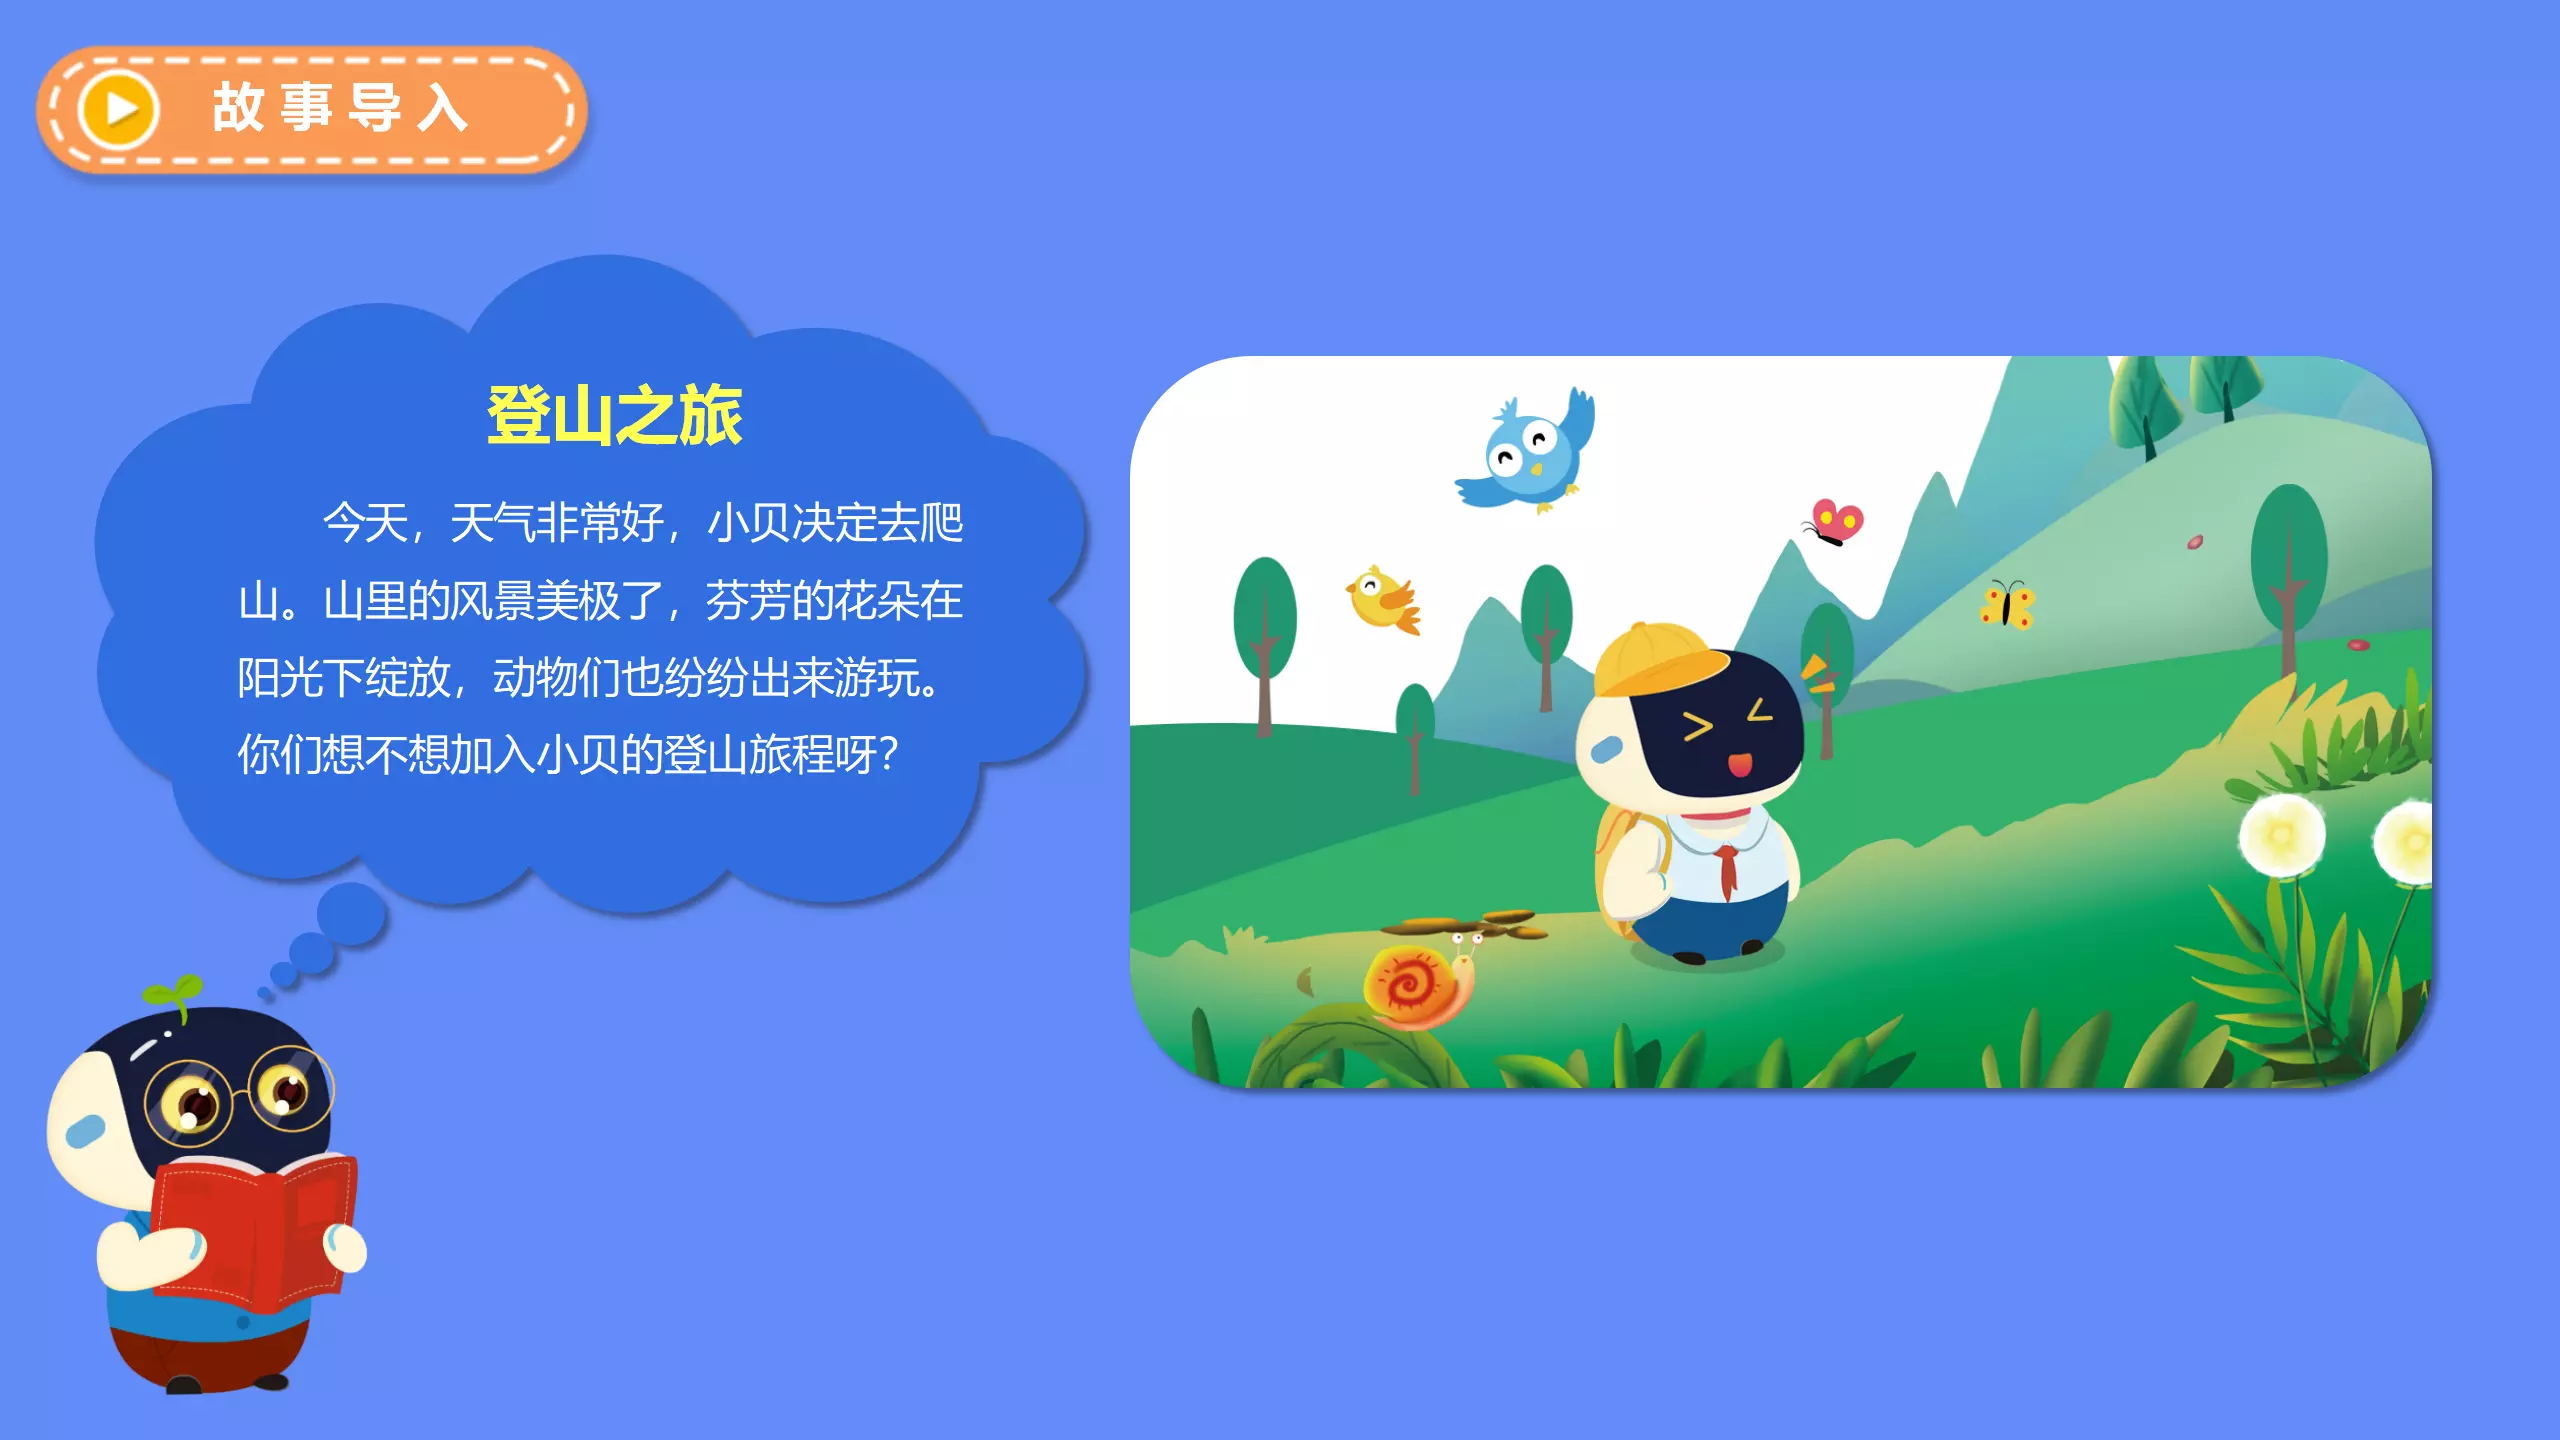 故事导入
登山之旅
今天，天气非常好，小贝决定去爬
山。山里的风景美极了，芬芳的花朵在
阳光下绽放，动物们也纷纷出来游玩。
你们想不想加入小贝的登山旅程呀？